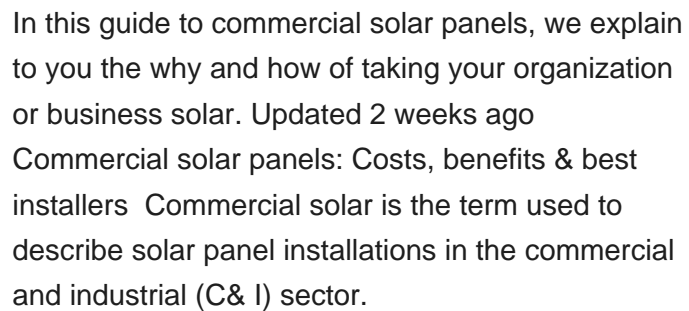 In this guide to commercial solar panels, we explain
to you the why and how of taking your organization
or business solar. Updated 2 weeks ago
Commercial solar panels: Costs, benefits & best
installers  Commercial solar is the term used to
describe solar panel installations in the commercial
and industrial (C& I) sector.